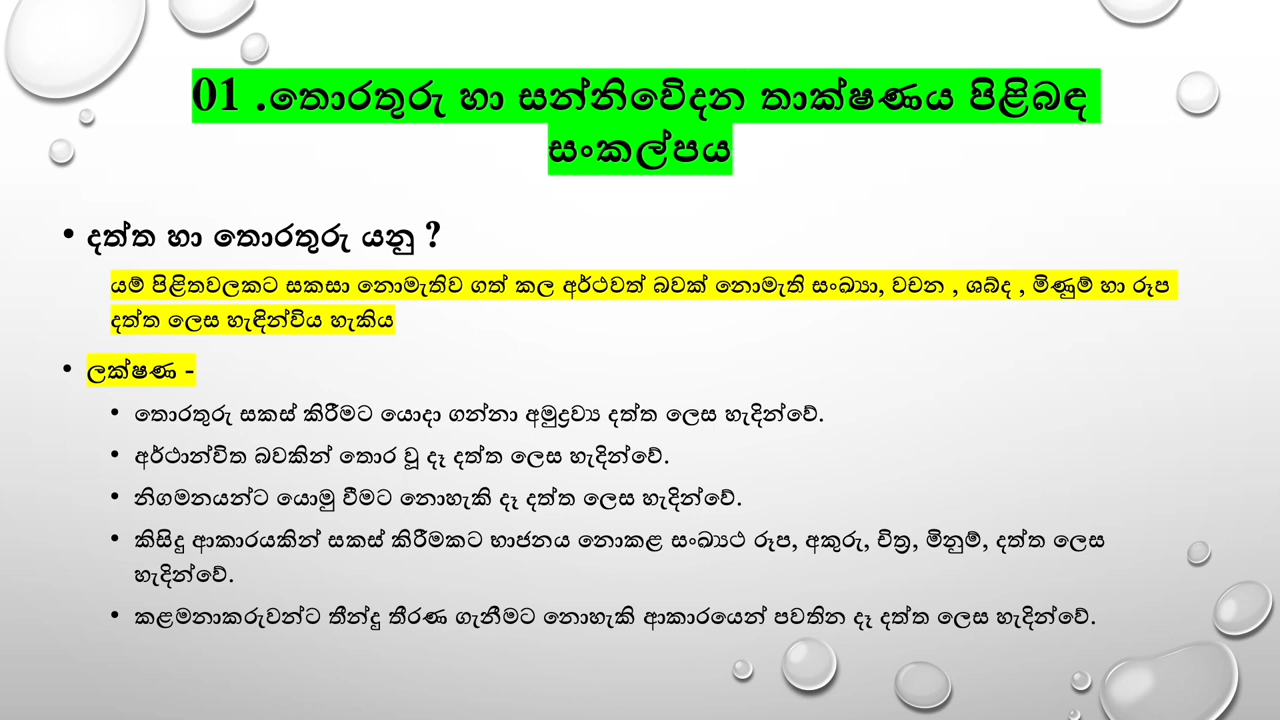 01 .තොරතුරු හා සන්නිවේදන තාක්ෂණය පිළිබඳ
සංකල්පය
• දත්ත හා තොරතුරු යනු ?
යම් පිළිතවලකට සකසා නොමැතිව ගත් කල අර්ථවත් බවක් නොමැති සංඛ්‍යා, වචන , ශබ්ද , මිණුම් හා රූප
දත්ත ලෙස හැඳින්විය හැකිය
• ලක්ෂණ -
• තොරතුරු සකස් කිරීමට යොදා ගන්නා අමුද්‍රව්‍ය දත්ත ලෙස හැදින්වේ.
• අර්ථාන්විත බවකින් තොර වූ දෑ දත්ත ලෙස හැදින්වේ.
• නිගමනයන්ට යොමු වීමට නොහැකි දෑ දත්ත ලෙස හැදින්වේ.
• කිසිදු ආකාරයකින් සකස් කිරීමකට භාජනය නොකළ සංඛ්‍යාථ රූප, අකුරු, චිත්‍ර, මිනුම්, දත්ත ලෙස
හැදින්වේ.
• කළමනාකරුවන්ට තීන්දු තීරණ ගැනීමට නොහැකි ආකාරයෙන් පවතින දෑ දත්ත ලෙස හැදින්වේ.